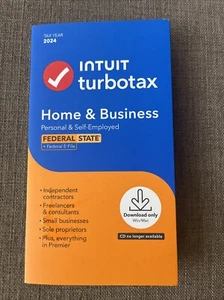 TAX YEAR
2024
INTUIT
turbotax
Home & Business
Personal & Self-Employed
FEDERAL STATE
+ Federal E-File
• Independent
contractors
• Freelancers
& consultants
• Small businesses
• Sole proprietors
• Plus, everything
in Premier
Download only
Win/Mac
CD no longer available